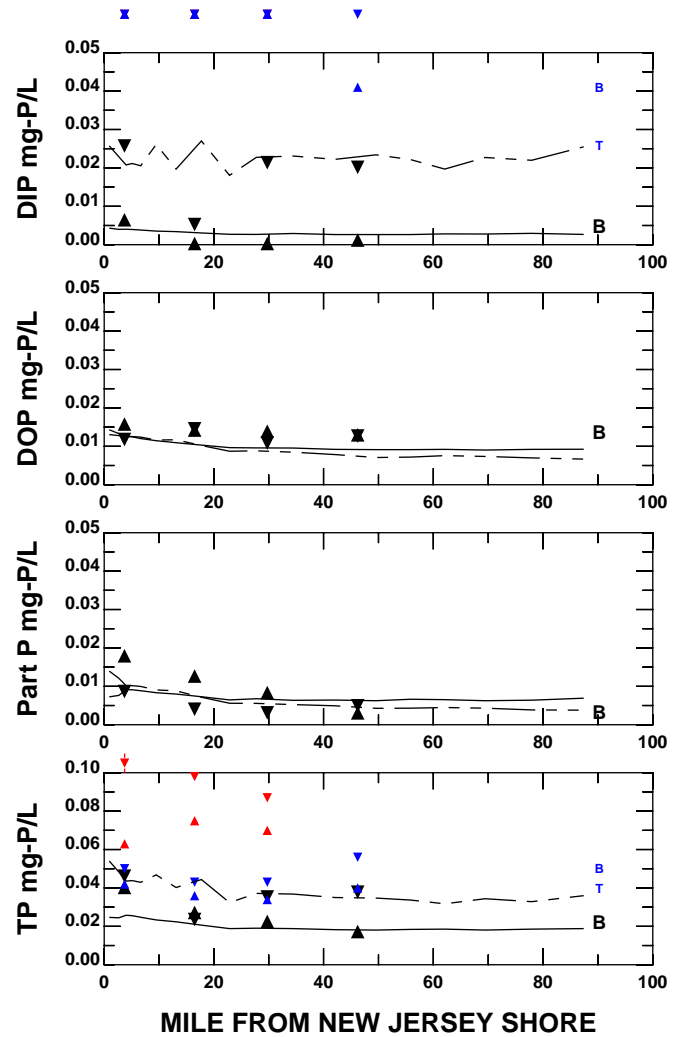 0.05
0.04
0.03
0.02
0.01
0.00
DIP mg-P/L
B
T
B
0 20 40 60 80 100
0.05
0.04
0.03
0.02
0.01
0.00
DOP mg-P/L
B
0 20 40 60 80 100
0.05
0.04
0.03
0.02
0.01
0.00
Part P mg-P/L
B
0 20 40 60 80 100
0.10
0.08
0.06
0.04
0.02
0.00
TP mg-P/L
B
T
B
0 20 40 60 80 100
MILE FROM NEW JERSEY SHORE